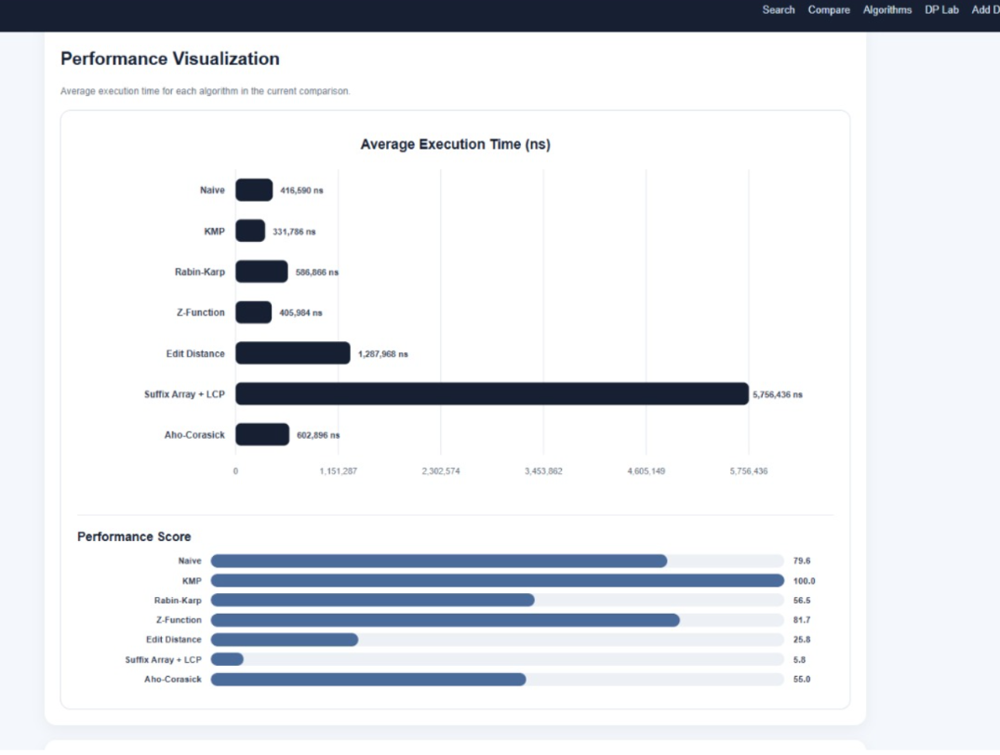 Search Compare Algorithms DP Lab Add D
Performance Visualization
Average execution time for each algorithm in the current comparison.
Average Execution Time (ns)
Naive 416,590 ns
KMP 331,786 ns
Rabin-Karp 586,866 ns
Z-Function 405,984 ns
Edit Distance 1,287,968 ns
Suffix Array + LCP 5,756,436 ns
Aho-Corasick 602,896 ns
0 1,151,287 2,302,574 3,453,862 4,605,149 5,756,436
Performance Score
Naive 79.6
KMP 100.0
Rabin-Karp 56.5
Z-Function 81.7
Edit Distance 25.8
Suffix Array + LCP 5.8
Aho-Corasick 55.0